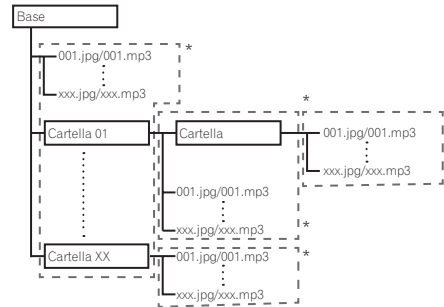 Base
001.jpg/001.mp3
*
xxx.jpg/xxx.mp3
*
Cartella 01
Cartella
001.jpg/001.mp3
xxx.jpg/xxx.mp3
001.jpg/001.mp3
xxx.jpg/xxx.mp3
*
Cartella XX
001.jpg/001.mp3
*
xxx.jpg/xxx.mp3